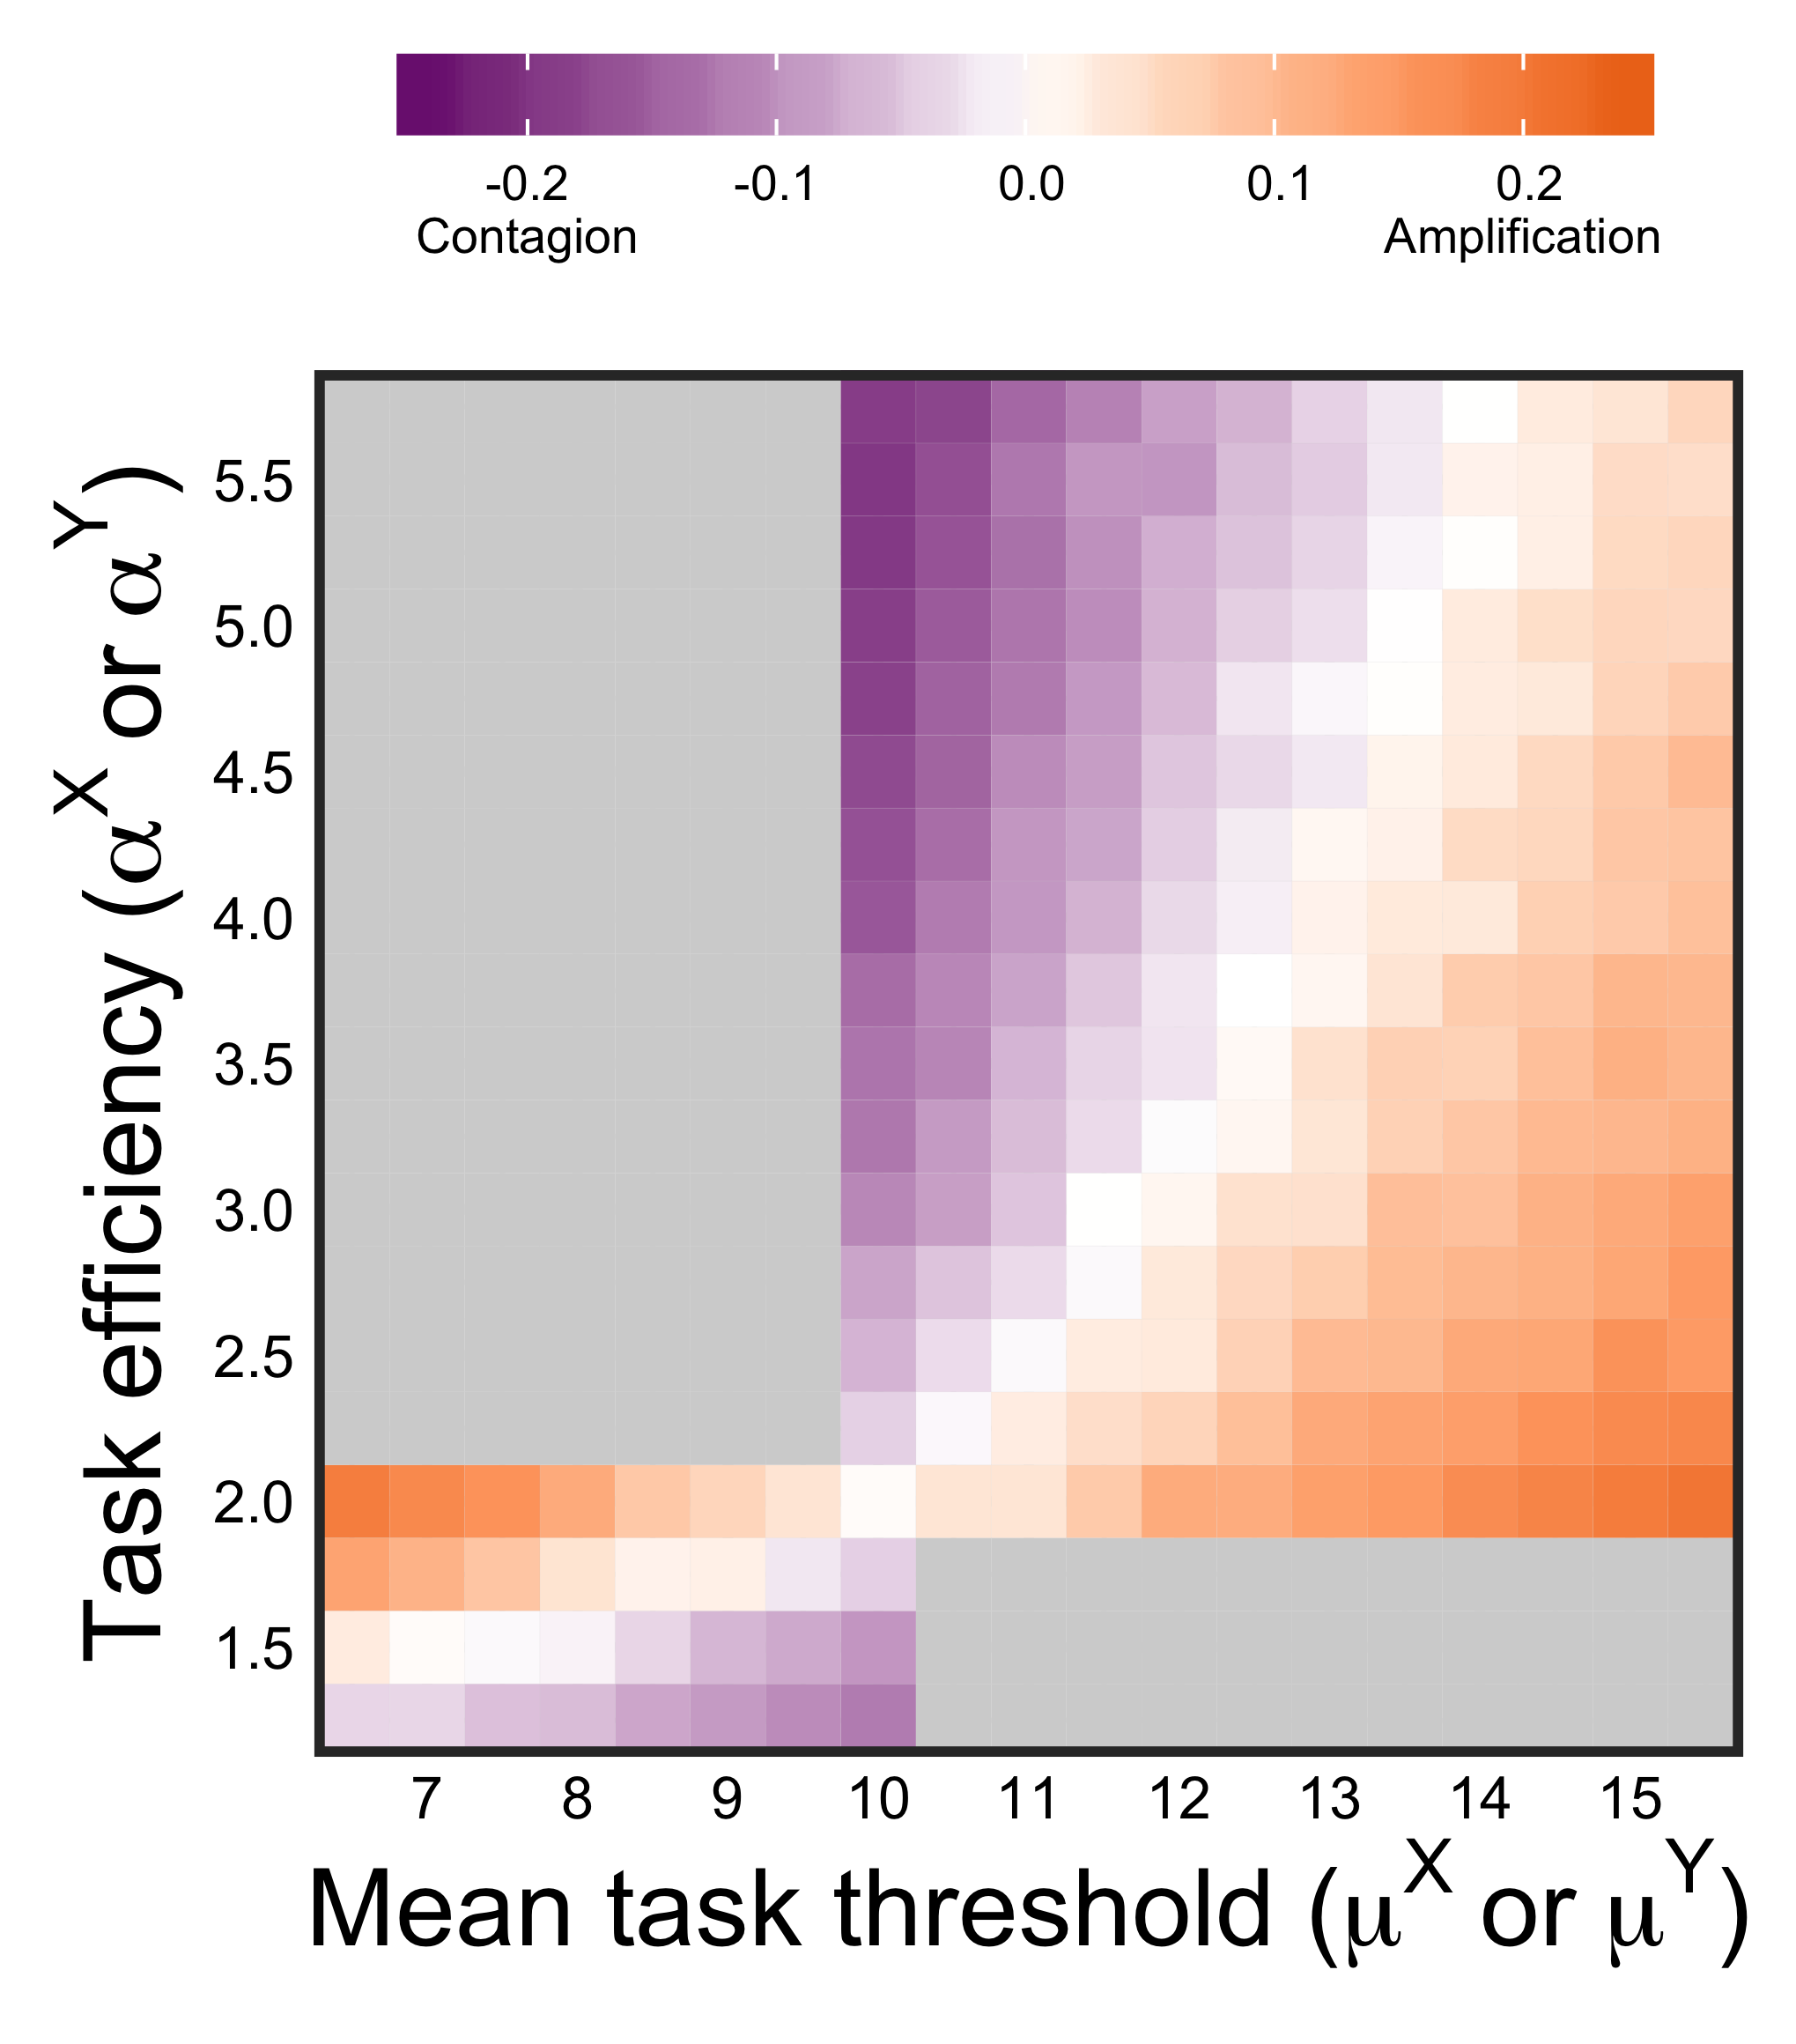 -0.2 -0.1 0.0 0.1 0.2
Contagion Amplification
Task efficiency (α^X or α^Y)
5.5
5.0
4.5
4.0
3.5
3.0
2.5
2.0
1.5
7 8 9 10 11 12 13 14 15
Mean task threshold (μ^X or μ^Y)